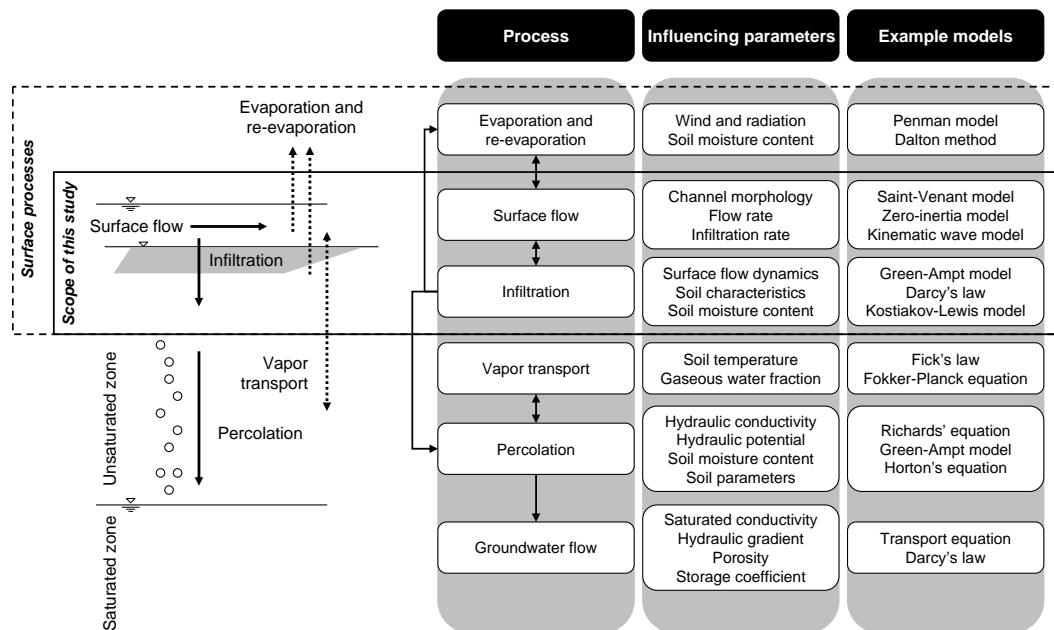 Process
Influencing parameters
Example models
Surface processes
Scope of this study
Evaporation and
re-evaporation
Surface flow
Infiltration
Vapor
transport
Percolation
Unsaturated zone
Saturated zone
Evaporation and
re-evaporation
Wind and radiation
Soil moisture content
Penman model
Dalton method
Surface flow
Channel morphology
Flow rate
Infiltration rate
Saint-Venant model
Zero-inertia model
Kinematic wave model
Infiltration
Surface flow dynamics
Soil characteristics
Soil moisture content
Green-Ampt model
Darcy's law
Kostiakov-Lewis model
Vapor transport
Soil temperature
Gaseous water fraction
Fick's law
Fokker-Planck equation
Percolation
Hydraulic conductivity
Hydraulic potential
Soil moisture content
Soil parameters
Richards' equation
Green-Ampt model
Horton's equation
Groundwater flow
Saturated conductivity
Hydraulic gradient
Porosity
Storage coefficient
Transport equation
Darcy's law